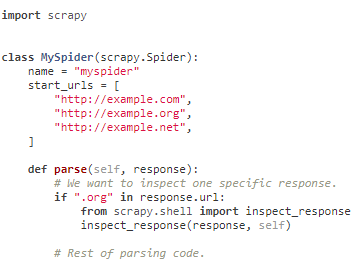 import scrapy


class MySpider(scrapy.Spider):
    name = "myspider"
    start_urls = [
        "http://example.com",
        "http://example.org",
        "http://example.net",
    ]

    def parse(self, response):
        # We want to inspect one specific response.
        if ".org" in response.url:
            from scrapy.shell import inspect_response
            inspect_response(response, self)

        # Rest of parsing code.